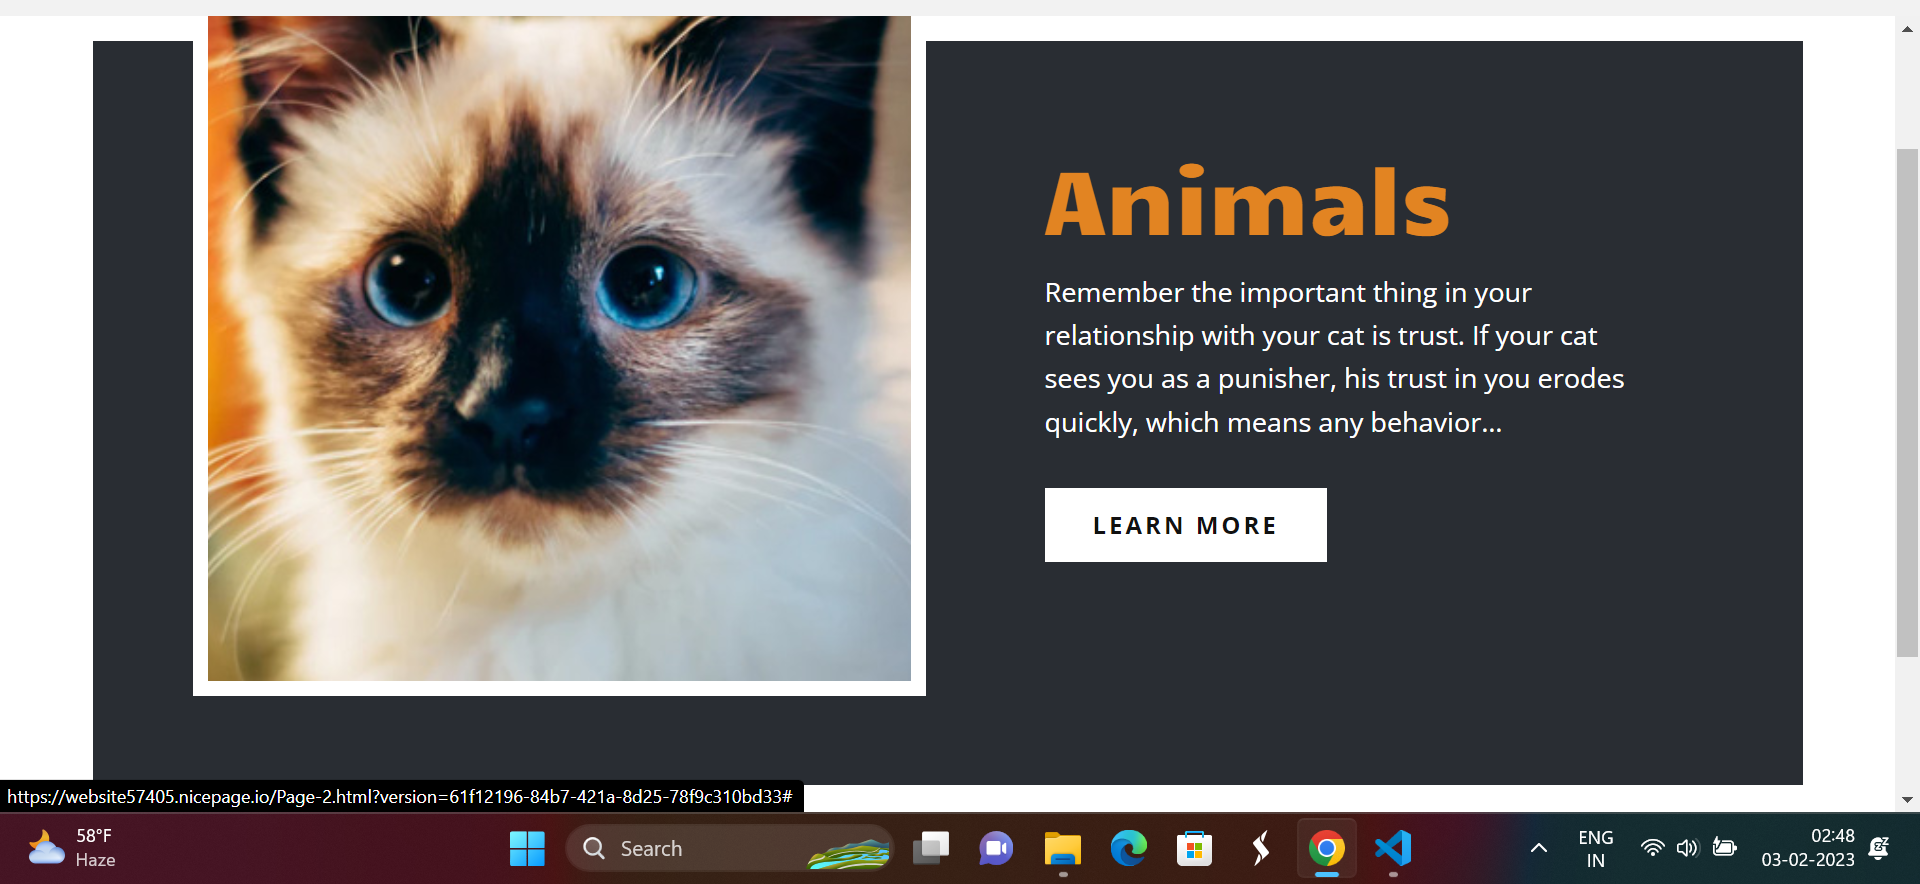 Animals
Remember the important thing in your
relationship with your cat is trust. If your cat
sees you as a punisher, his trust in you erodes
quickly, which means any behavior...
LEARN MORE
https://website57405.nicepage.io/Page-2.html?version=61f12196-84b7-421a-8d25-78f9c310bd33#
58°F
Haze
Search
ENG
IN
02:48
03-02-2023